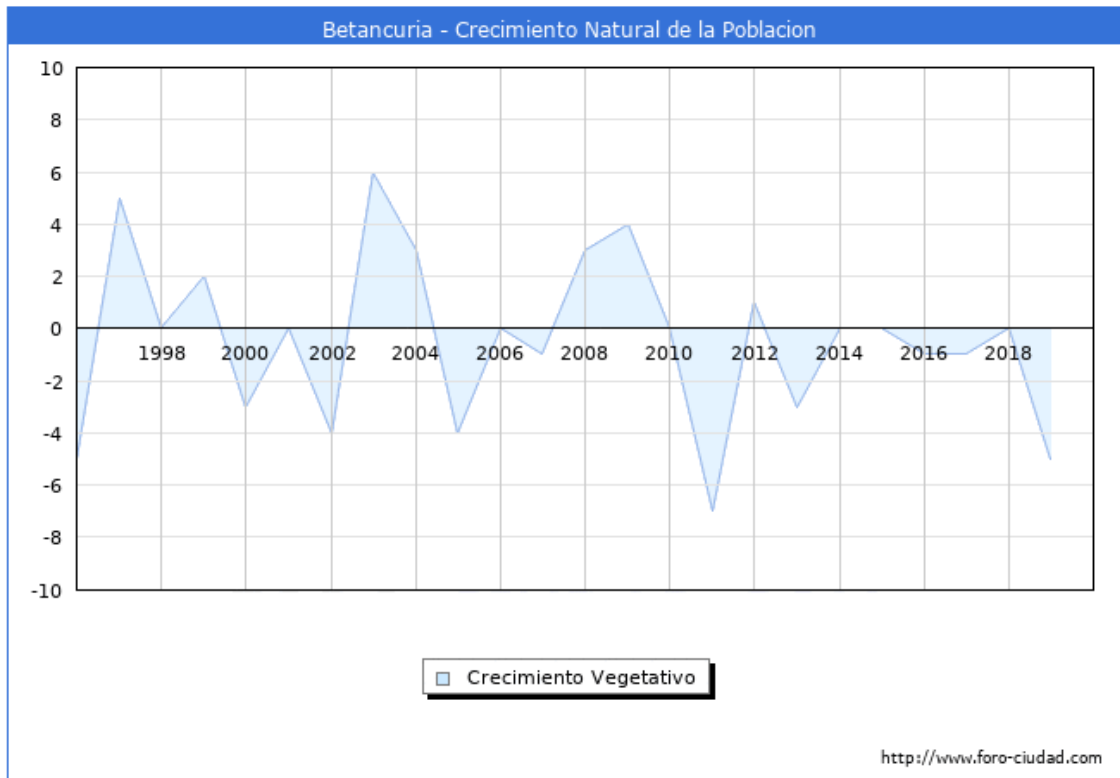 Betancuria - Crecimiento Natural de la Poblacion
10
8
6
4
2
0
1998 2000 2002 2004 2006 2008 2010 2012 2014 2016 2018
-2
-4
-6
-8
-10
Crecimiento Vegetativo
http://www.foro-ciudad.com